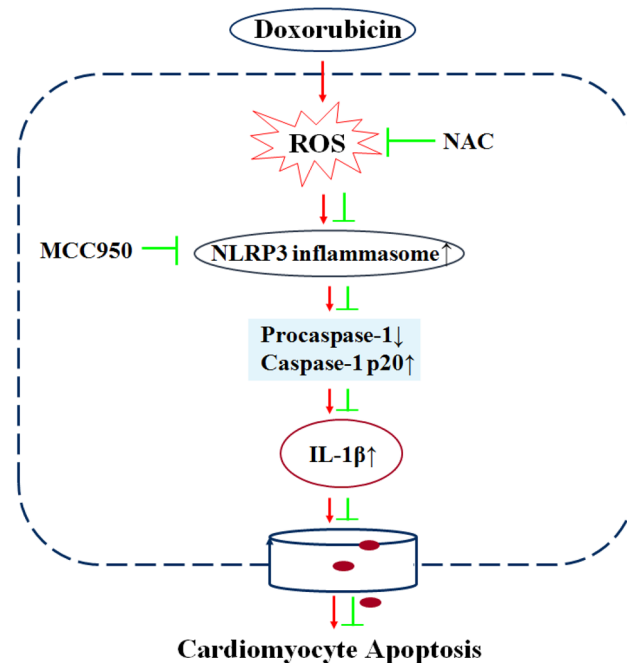 Doxorubicin
ROS
NAC
MCC950
NLRP3 inflammasome↑
Procaspase-1↓
Caspase-1 p20↑
IL-1β↑
Cardiomyocyte Apoptosis